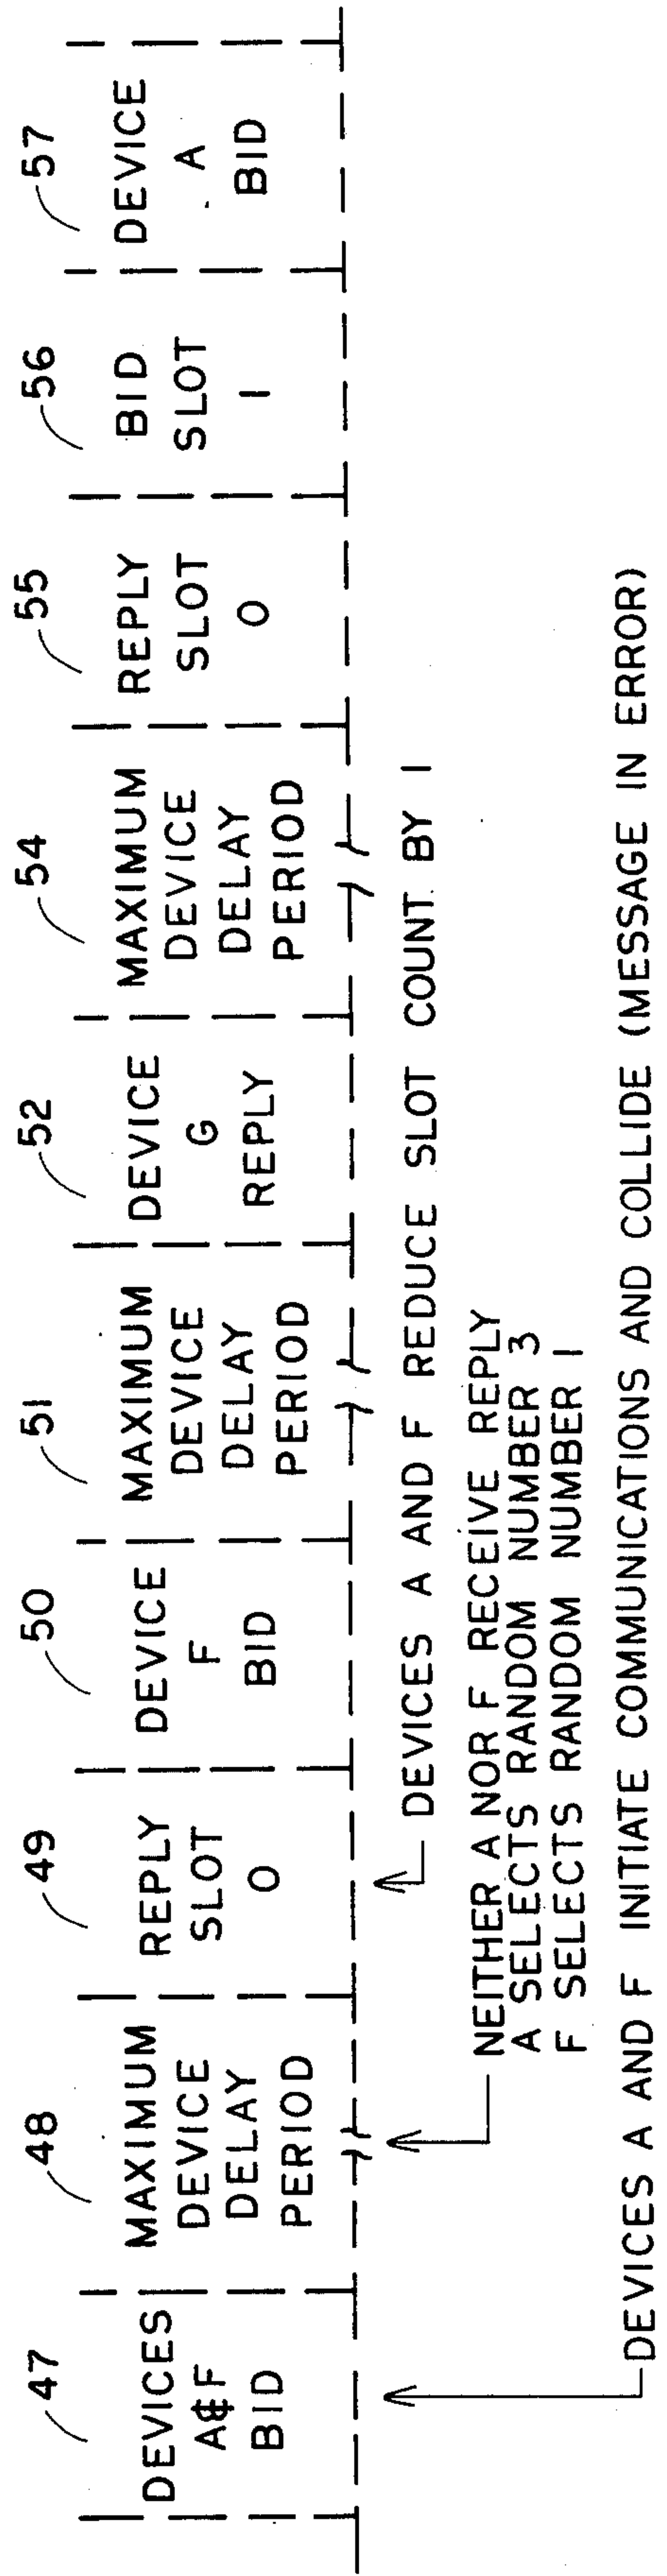 47
DEVICES
A&F
BID
48
MAXIMUM
DEVICE
DELAY
PERIOD
49
REPLY
SLOT
0
50
DEVICE
F
BID
51
MAXIMUM
DEVICE
DELAY
PERIOD
52
DEVICE
G
REPLY
54
MAXIMUM
DEVICE
DELAY
PERIOD
55
REPLY
SLOT
0
56
BID
SLOT
1
57
DEVICE
A
BID
DEVICES A AND F REDUCE SLOT COUNT BY 1
NEITHER A NOR F RECEIVE REPLY
A SELECTS RANDOM NUMBER 3
F SELECTS RANDOM NUMBER 1
DEVICES A AND F INITIATE COMMUNICATIONS AND COLLIDE (MESSAGE IN ERROR)